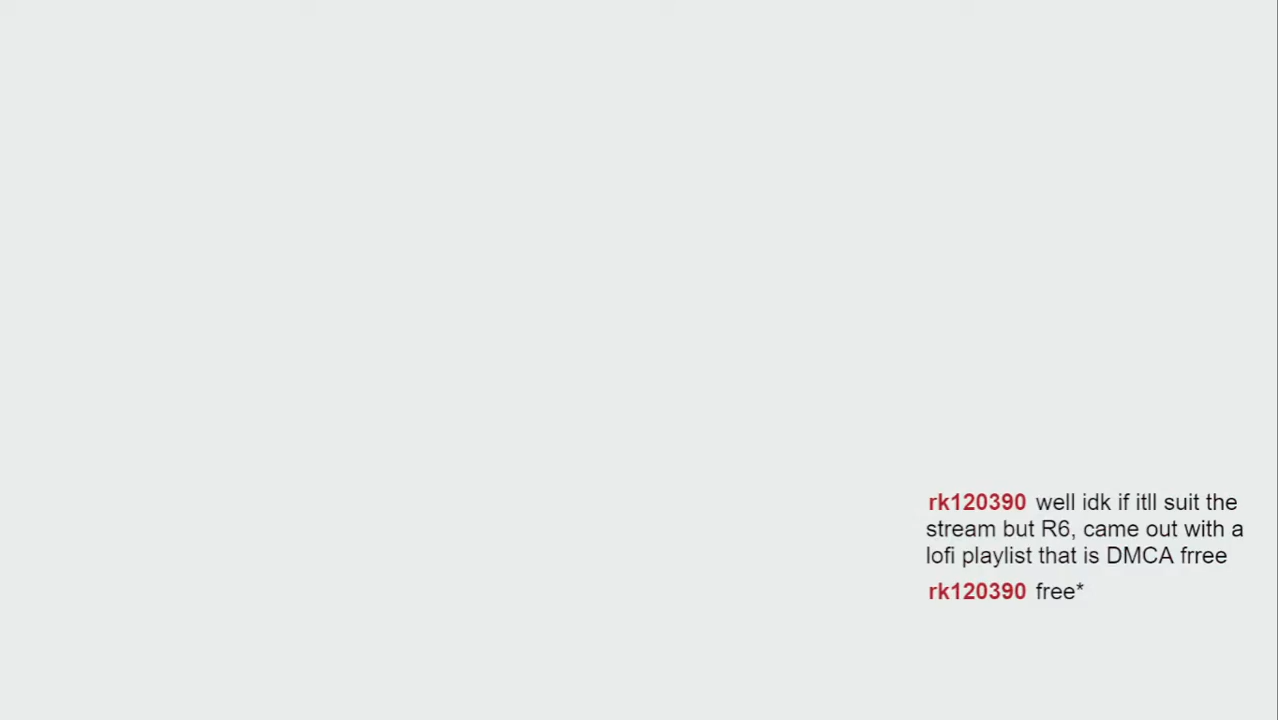 rk120390 well idk if itll suit the
stream but R6, came out with a
lofi playlist that is DMCA frree
rk120390 free*